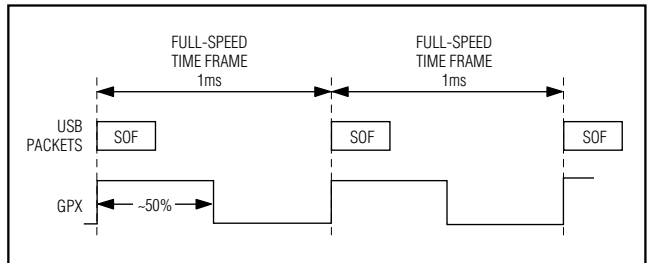 FULL-SPEED
TIME FRAME
1ms
FULL-SPEED
TIME FRAME
1ms
USB
PACKETS
SOF
SOF
SOF
GPX
~50%